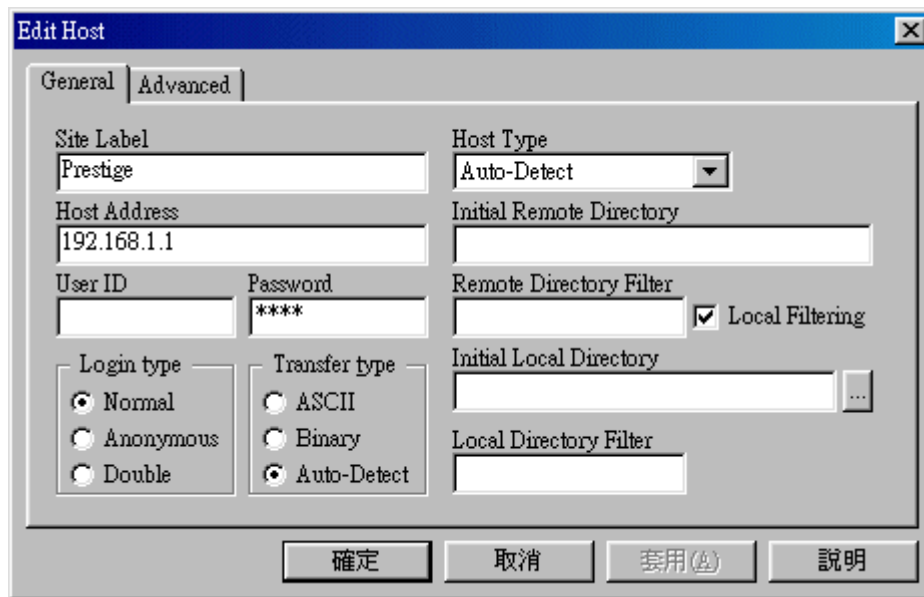 Edit Host
General
Advanced
Site Label
Prestige
Host Address
192.168.1.1
User ID
Password
****
Login type
Normal
Anonymous
Double
Transfer type
ASCII
Binary
Auto-Detect
Host Type
Auto-Detect
Initial Remote Directory
Remote Directory Filter
Local Filtering
Initial Local Directory
...
Local Directory Filter
確定
取消
套用(A)
說明